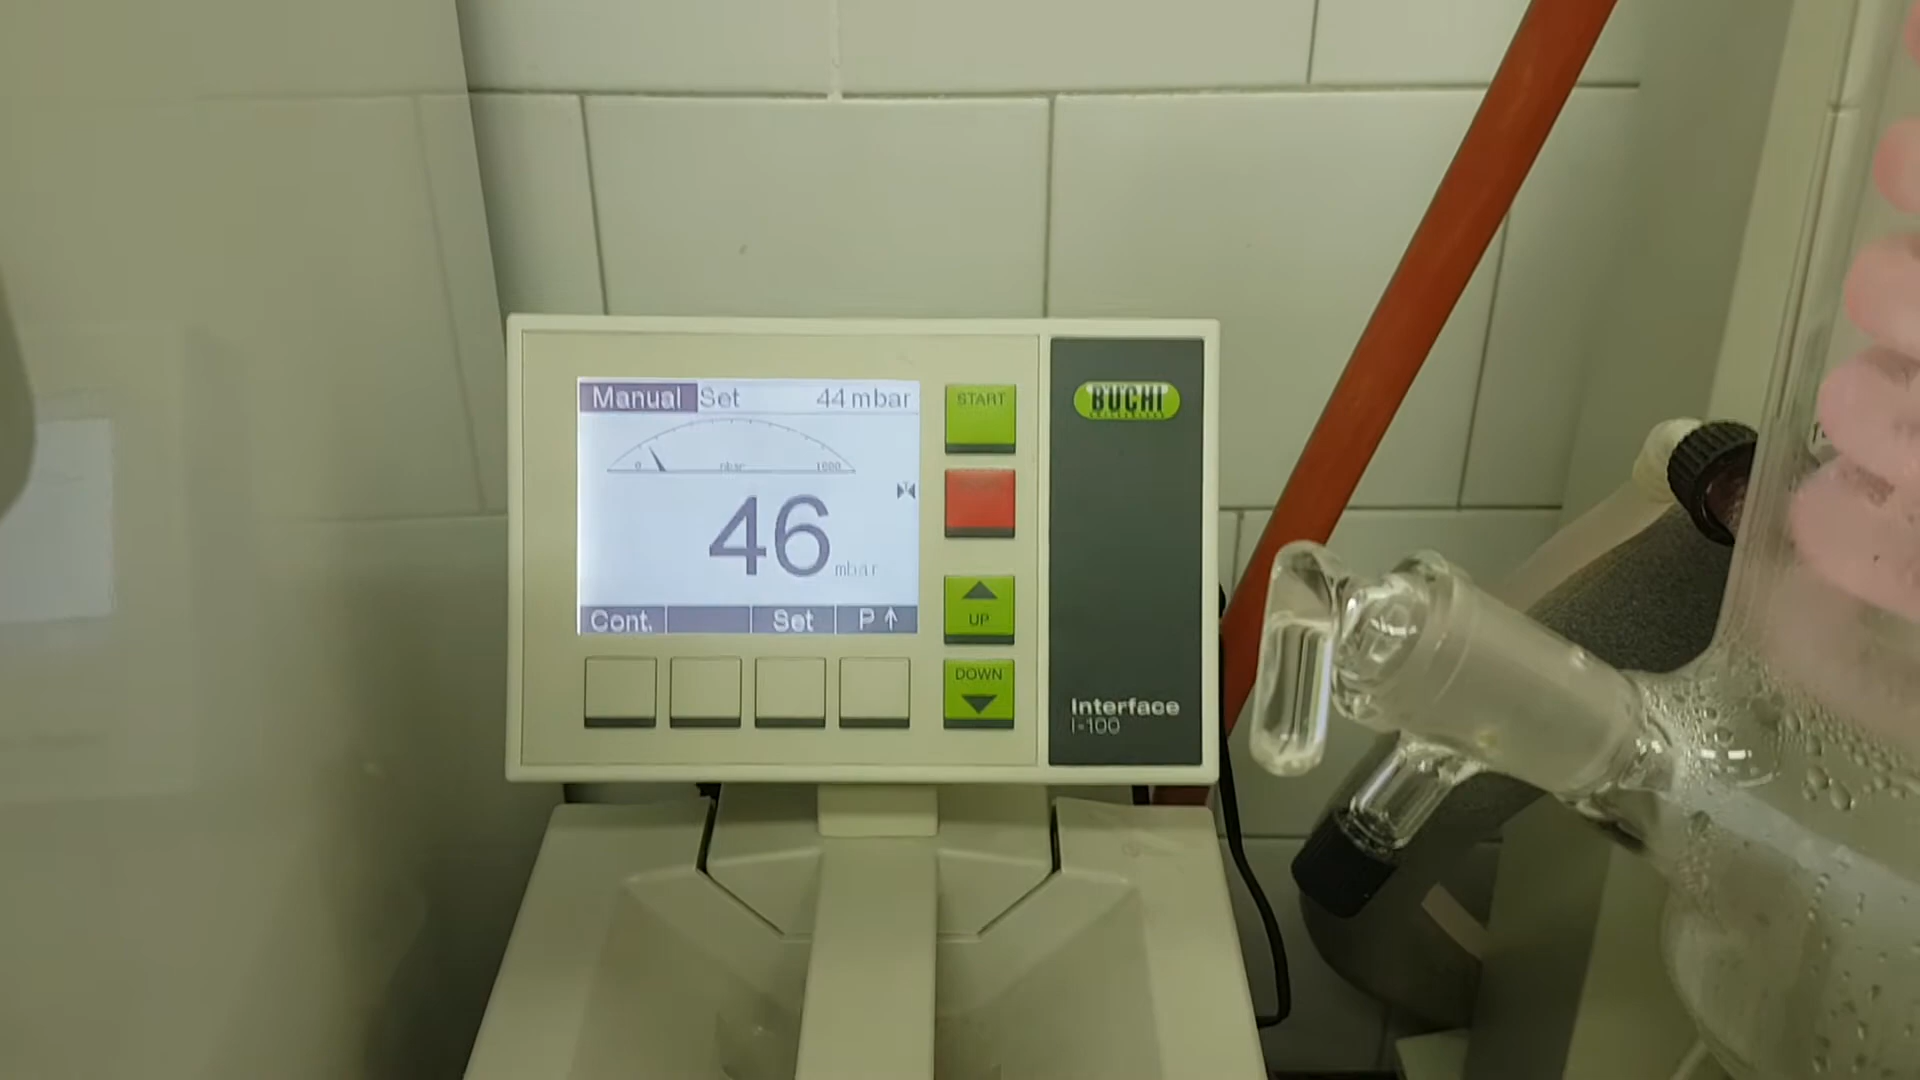 Manual Set 44 mbar
0 mbar 1000
46 mbar
Cont. Set P ↑
START
UP
DOWN
BUCHI
Interface
I-100